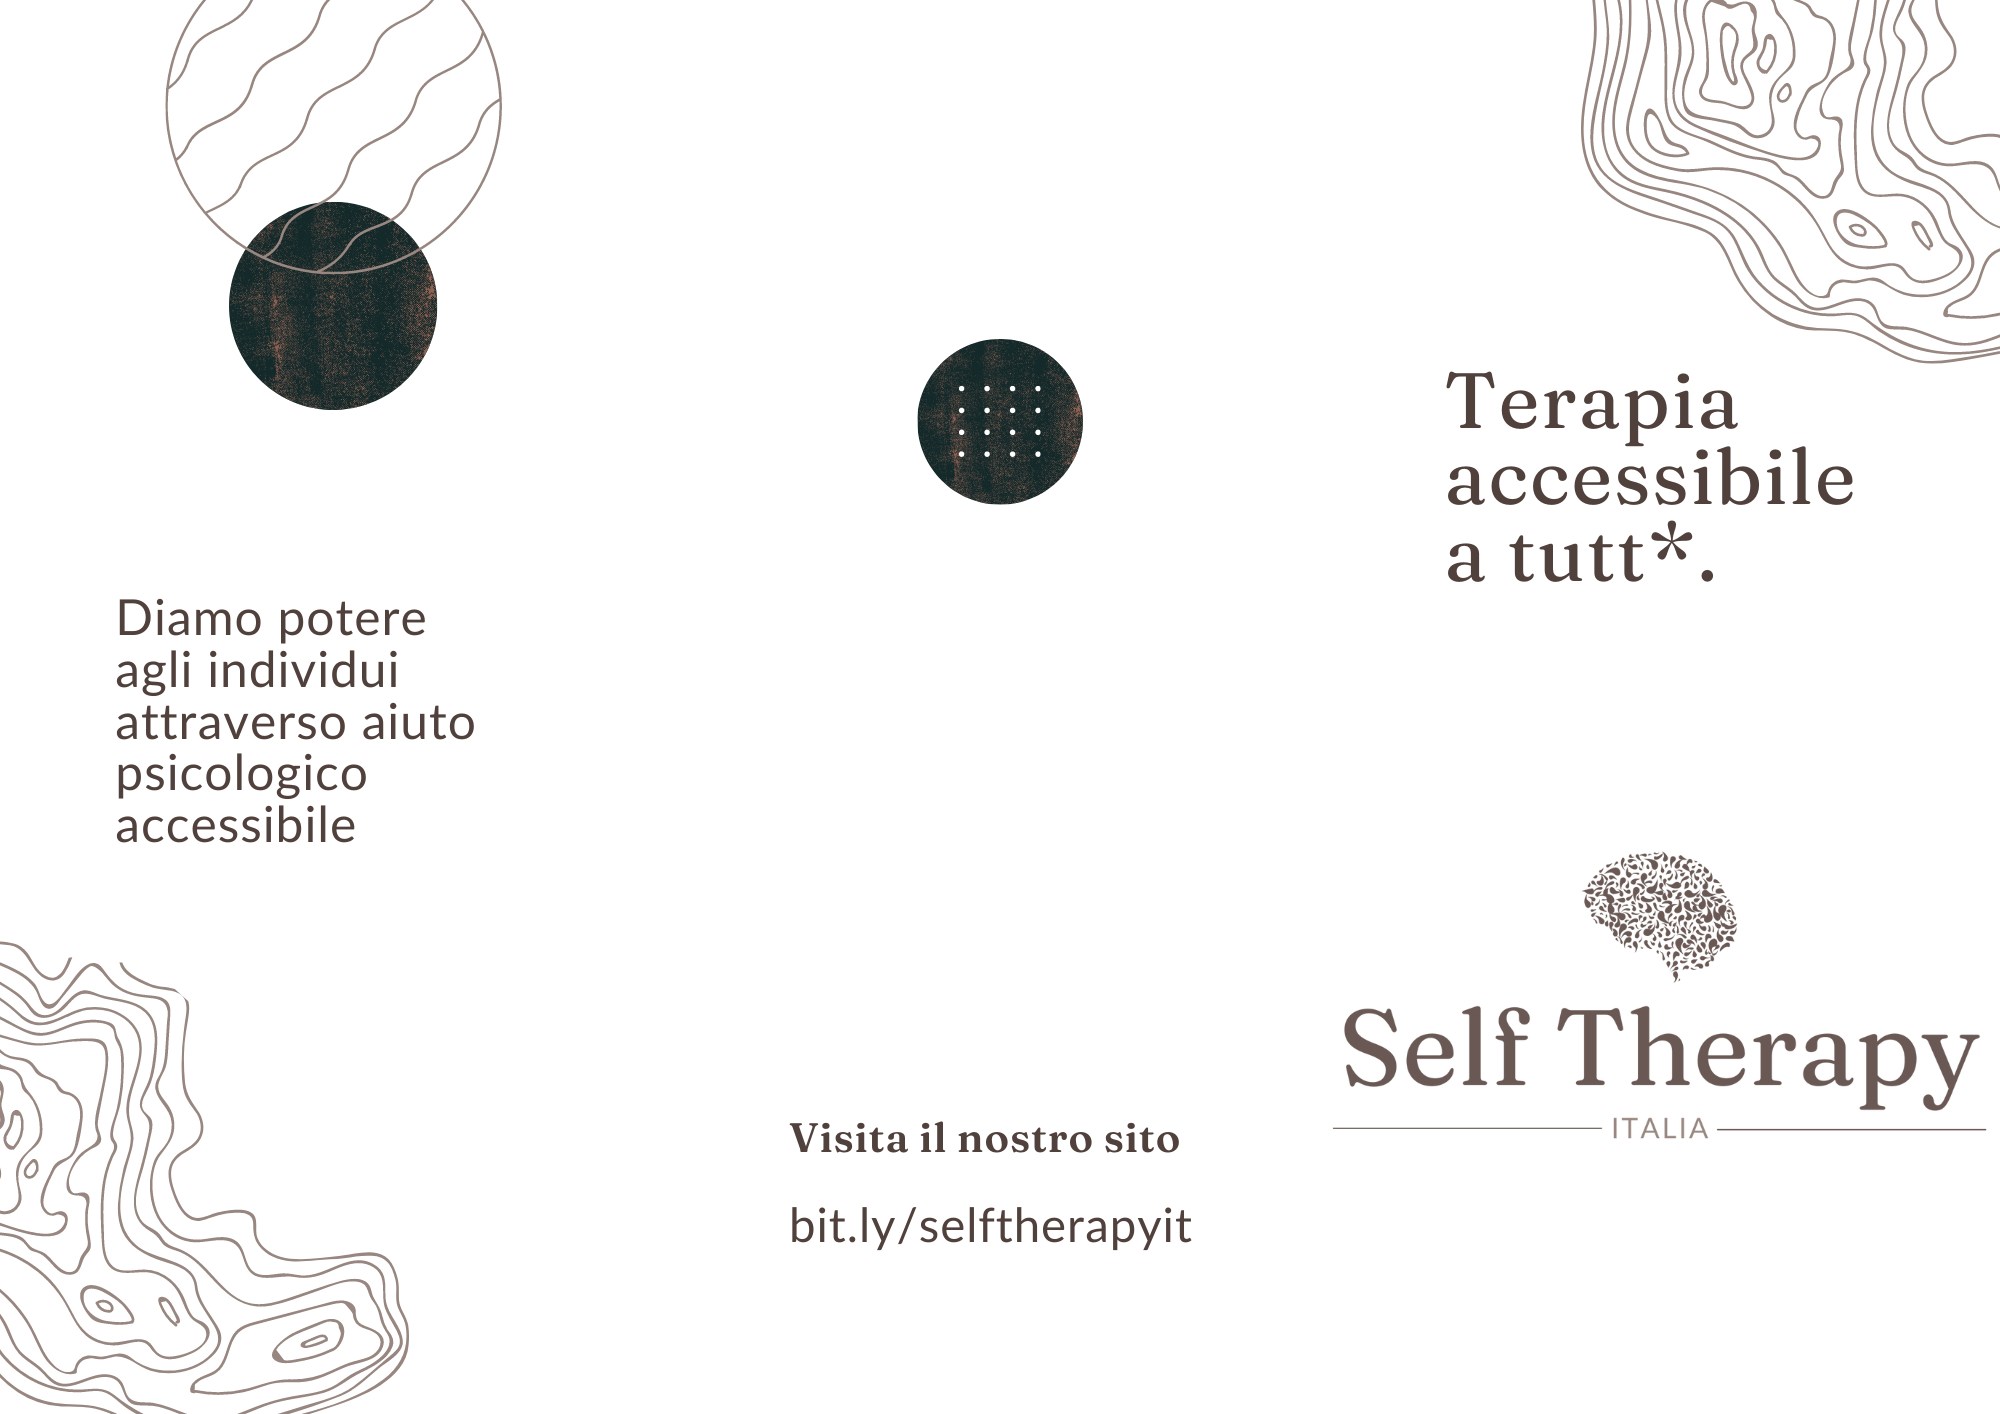 Diamo potere
agli individui
attraverso aiuto
psicologico
accessibile
Visita il nostro sito
bit.ly/selftherapyit
Terapia
accessibile
a tutt*.
Self Therapy
ITALIA